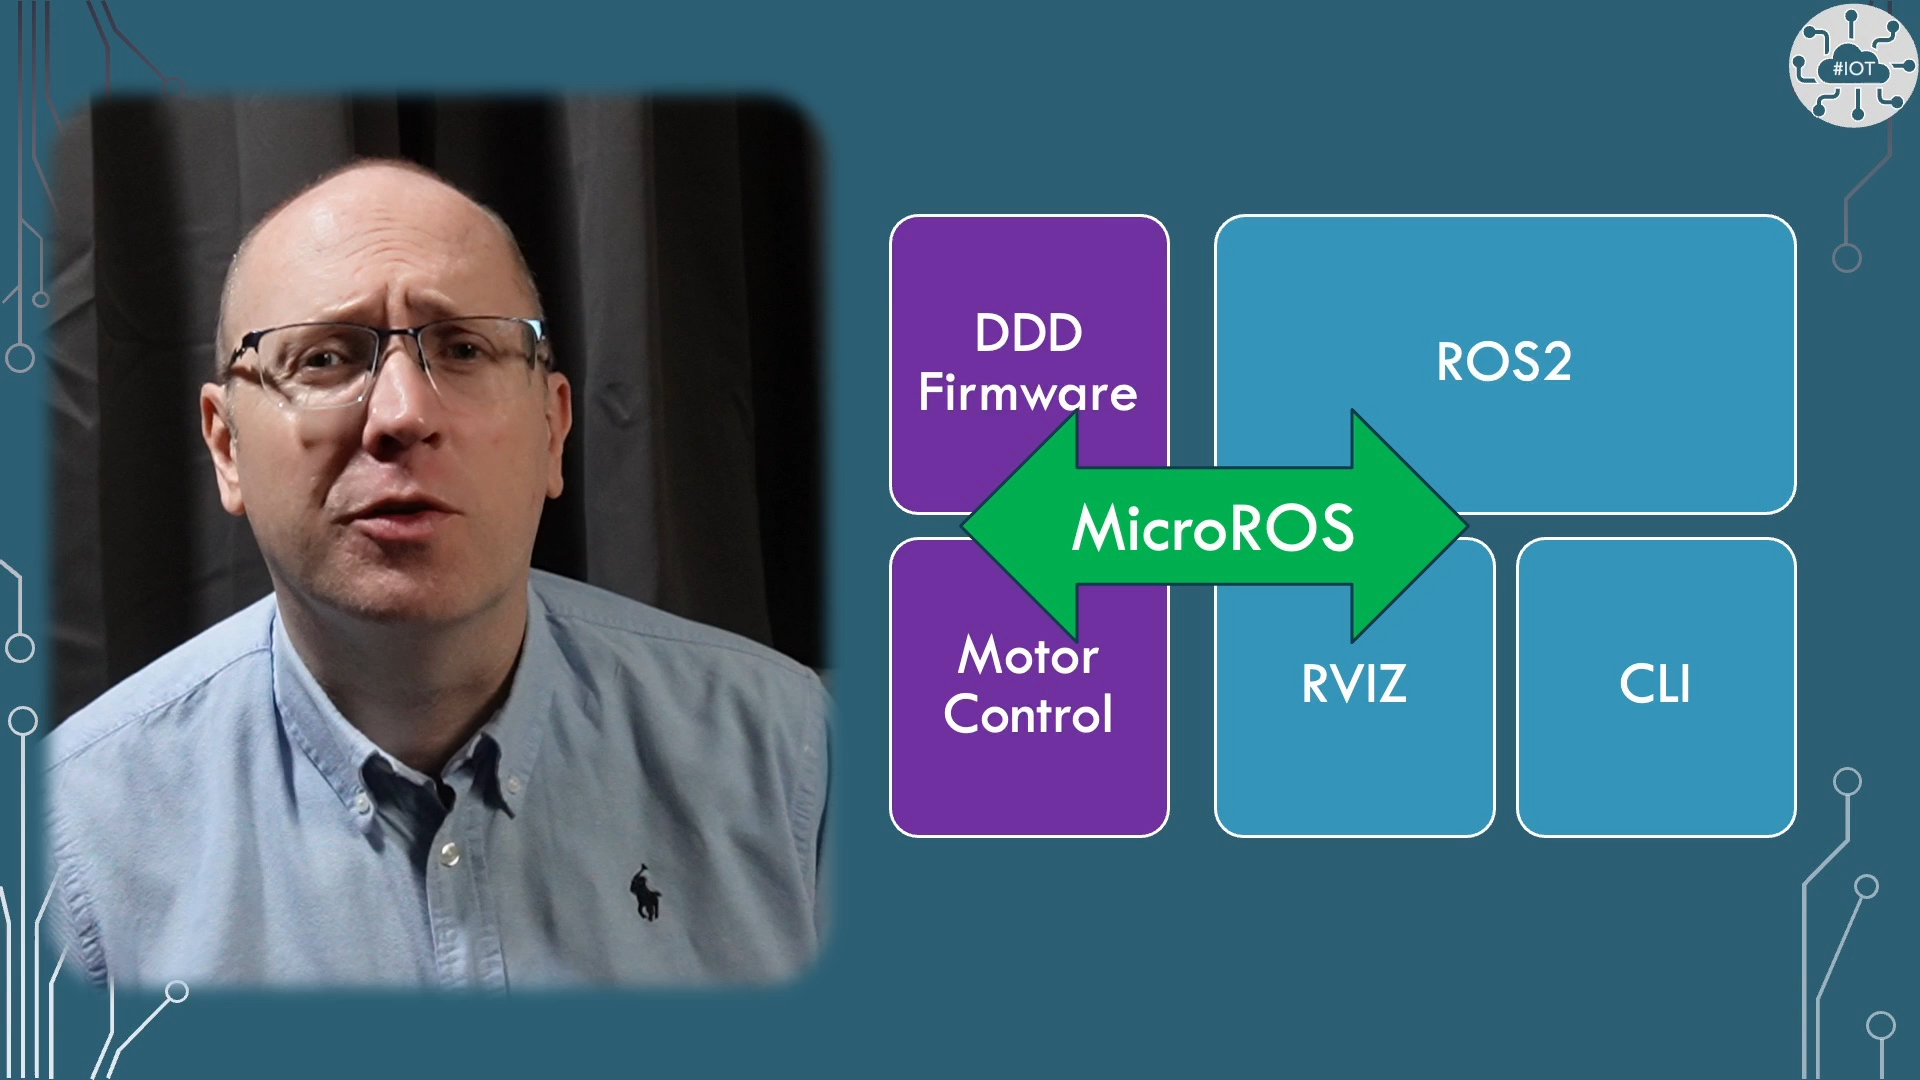 #IOT
DDD
Firmware
ROS2
MicroROS
Motor
Control
RVIZ
CLI